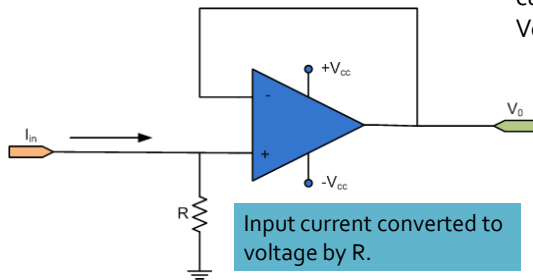 +Vcc
-
V0
Iin
+
-Vcc
R
Input current converted to
voltage by R.